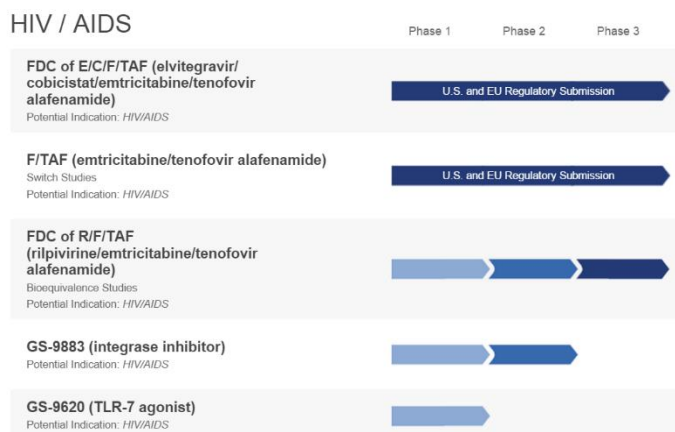 HIV / AIDS
Phase 1 Phase 2 Phase 3
FDC of E/C/F/TAF (elvitegravir/
cobicistat/emtricitabine/tenofovir
alafenamide)
Potential Indication: HIV/AIDS
U.S. and EU Regulatory Submission
F/TAF (emtricitabine/tenofovir alafenamide)
Switch Studies
Potential Indication: HIV/AIDS
U.S. and EU Regulatory Submission
FDC of R/F/TAF
(rilpivirine/emtricitabine/tenofovir
alafenamide)
Bioequivalence Studies
Potential Indication: HIV/AIDS
GS-9883 (integrase inhibitor)
Potential Indication: HIV/AIDS
GS-9620 (TLR-7 agonist)
Potential Indication: HIV/AIDS